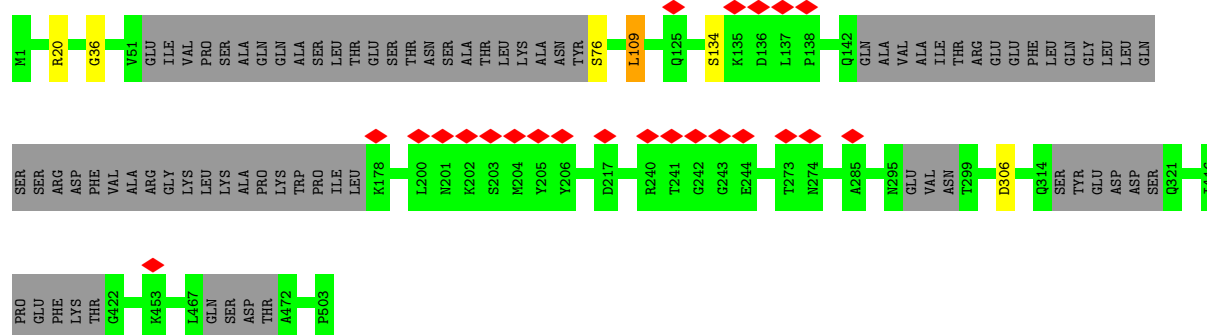 M1 R20 G36 V51 GLU ILE VAL PRO SER ALA GLN GLN ALA SER LEU THR GLU SER THR ASN SER ALA THR LEU LYS ALA ASN TYR S76 L109 Q125 S134 K135 D136 L137 P138 Q142 GLN ALA VAL ALA ILE THR ARG GLU GLU PHE LEU GLN GLY LEU LEU GLN
SER SER ARG ASP PHE VAL ALA ARG GLY LYS LEU LYS ALA PRO LYS TRP PRO ILE LEU K178 L200 N201 K202 S203 M204 Y205 Y206 D217 R240 T241 G242 G243 E244 T273 N274 A285 N295 GLU VAL ASN T299 D306 Q314 SER TYR GLU ASP ASP SER Q321
PRO GLU PHE LYS THR G422 K453 L467 GLN SER ASP THR A472 P503